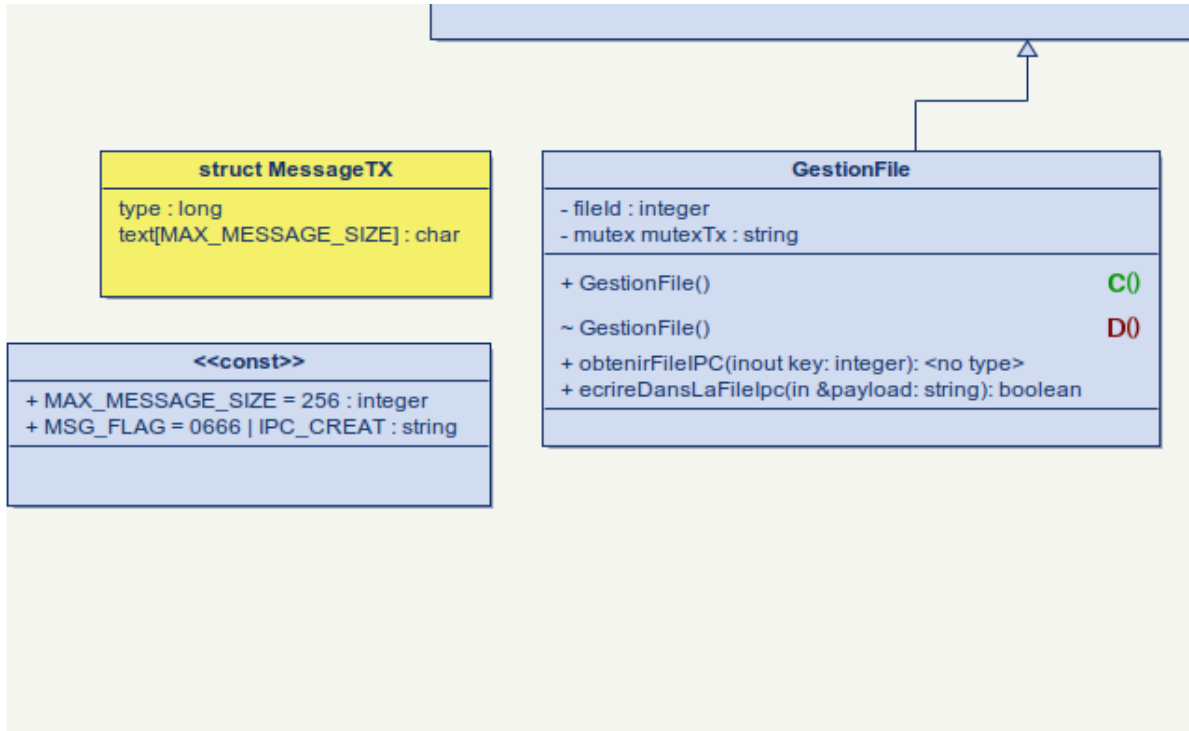 struct MessageTX
type : long
text[MAX_MESSAGE_SIZE] : char
<<const>>
+ MAX_MESSAGE_SIZE = 256 : integer
+ MSG_FLAG = 0666 | IPC_CREAT : string
GestionFile
- fileId : integer
- mutex mutexTx : string
+ GestionFile() C()
~ GestionFile() D()
+ obtenirFileIPC(inout key: integer): <no type>
+ ecrireDansLaFileIpc(in &payload: string): boolean